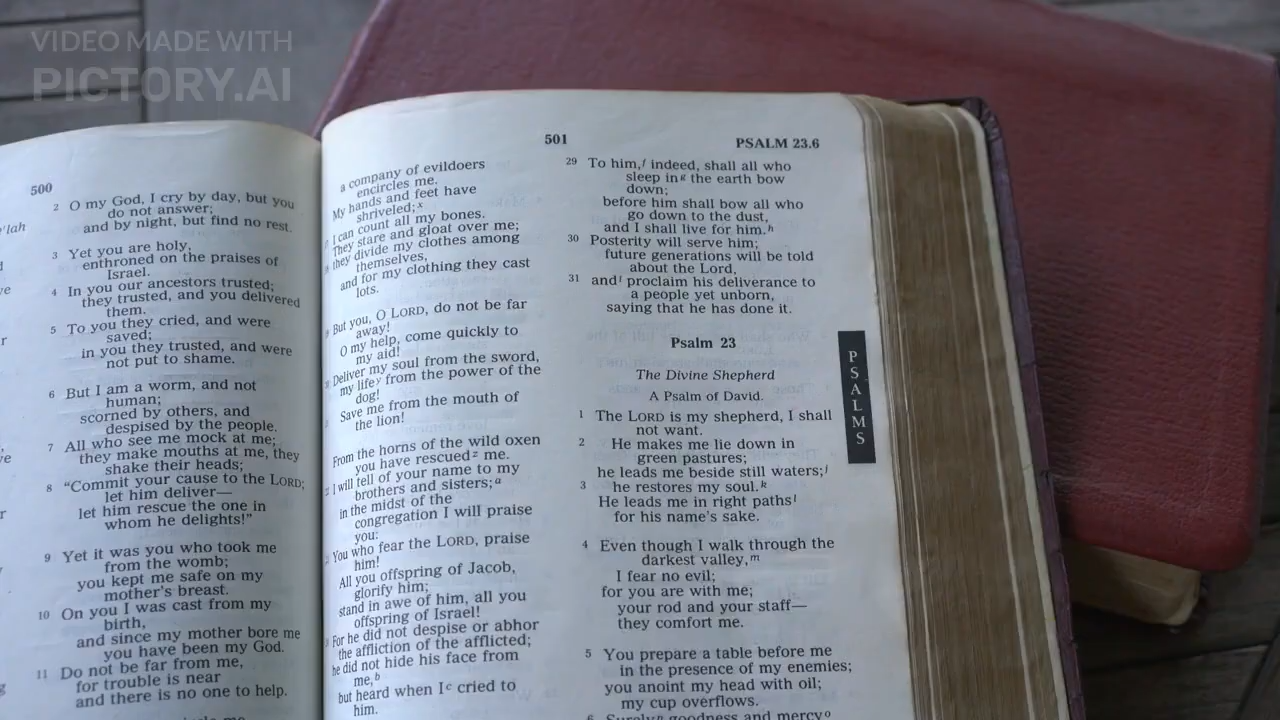 VIDEO MADE WITH
PICTORY.AI
500
2 O my God, I cry by day, but you
do not answer;
and by night, but find no rest.
3 Yet you are holy,
enthroned on the praises of
Israel.
4 In you our ancestors trusted;
they trusted, and you delivered
them.
5 To you they cried, and were
saved;
in you they trusted, and were
not put to shame.
6 But I am a worm, and not
human;
scorned by others, and
despised by the people.
7 All who see me mock at me;
they make mouths at me, they
shake their heads;
8 “Commit your cause to the LORD;
let him deliver—
let him rescue the one in
whom he delights!”
9 Yet it was you who took me
from the womb;
you kept me safe on my
mother’s breast.
10 On you I was cast from my
birth,
and since my mother bore me
you have been my God.
11 Do not be far from me,
for trouble is near
and there is no one to help.
501
PSALM 23.6
a company of evildoers
encircles me.
My hands and feet have
shriveled;x
I can count all my bones.
They stare and gloat over me;
they divide my clothes among
themselves,
and for my clothing they cast
lots.
But you, O LORD, do not be far
away!
O my help, come quickly to
my aid!
Deliver my soul from the sword,
my lifey from the power of the
dog!
Save me from the mouth of
the lion!
From the horns of the wild oxen
you have rescuedz me.
I will tell of your name to my
brothers and sisters;a
in the midst of the
congregation I will praise
you:
You who fear the LORD, praise
him!
All you offspring of Jacob,
glorify him;
stand in awe of him, all you
offspring of Israel!
For he did not despise or abhor
the affliction of the afflicted;
he did not hide his face from
me,b
but heard when Ic cried to
him.
29 To him,f indeed, shall all who
sleep ing the earth bow
down;
before him shall bow all who
go down to the dust,
and I shall live for him.h
30 Posterity will serve him;
future generations will be told
about the Lord,
31 andi proclaim his deliverance to
a people yet unborn,
saying that he has done it.
Psalm 23
The Divine Shepherd
A Psalm of David.
1 The LORD is my shepherd, I shall
not want.
2 He makes me lie down in
green pastures;
he leads me beside still waters;j
3 he restores my soul.k
He leads me in right pathsl
for his name’s sake.
4 Even though I walk through the
darkest valley,m
I fear no evil;
for you are with me;
your rod and your staff—
they comfort me.
5 You prepare a table before me
in the presence of my enemies;
you anoint my head with oil;
my cup overflows.
6 Surelyn goodness and mercyo
PSALMS